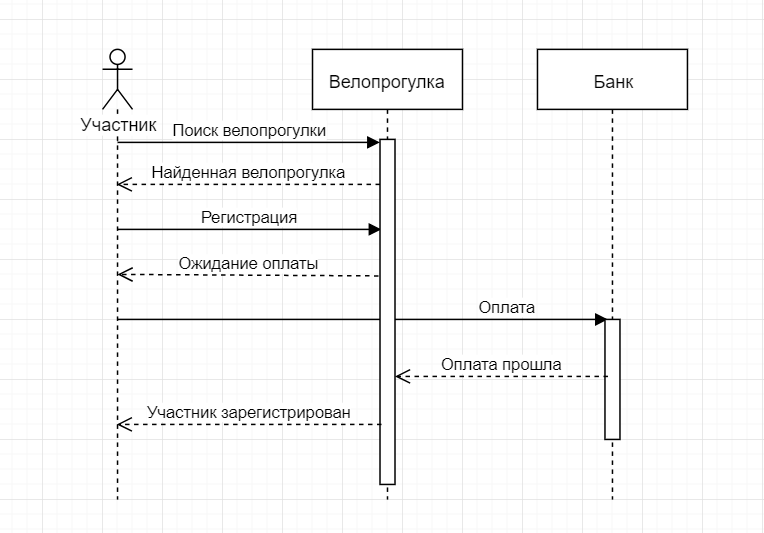 Велопрогулка
Банк
Участник
Поиск велопрогулки
Найденная велопрогулка
Регистрация
Ожидание оплаты
Оплата
Оплата прошла
Участник зарегистрирован